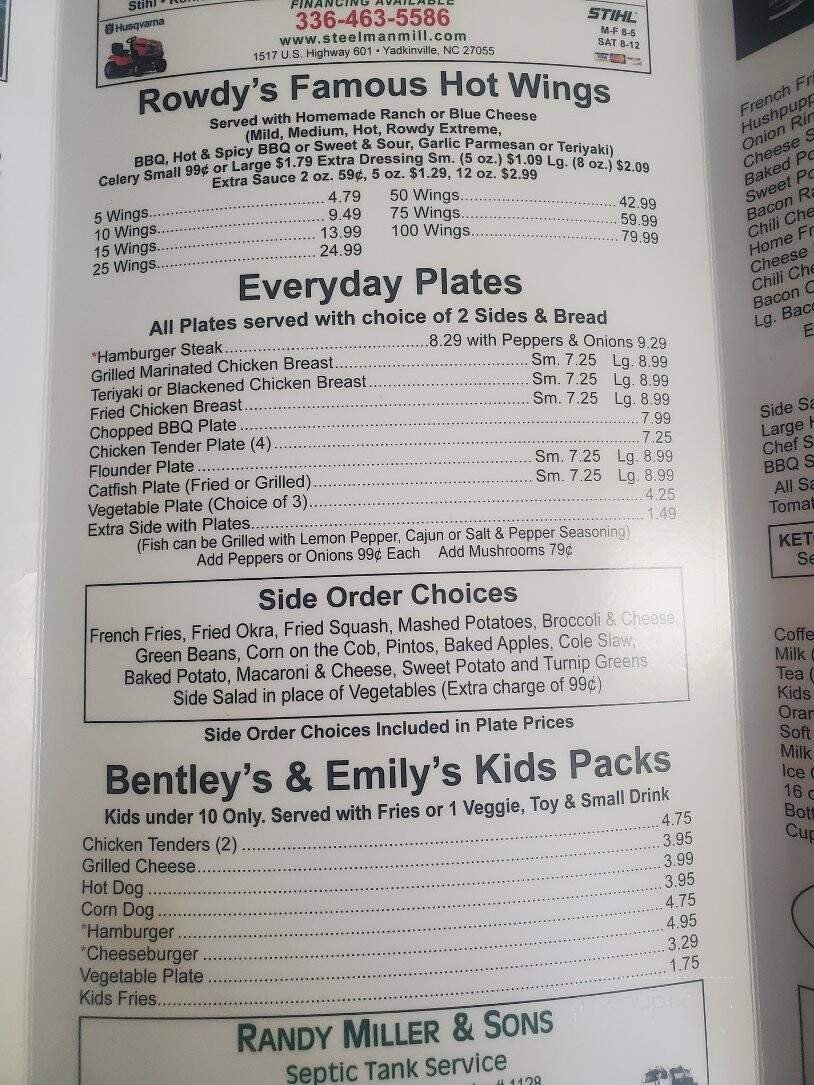 Stihl •
FINANCING AVAILABLE
Husqvarna
336-463-5586
STIHL
www.steelmanmill.com
M-F 8-5
SAT 8-12
1517 U.S. Highway 601 • Yadkinville, NC 27055
VISA
Rowdy's Famous Hot Wings
Served with Homemade Ranch or Blue Cheese
(Mild, Medium, Hot, Rowdy Extreme,
BBQ, Hot & Spicy BBQ or Sweet & Sour, Garlic Parmesan or Teriyaki)
Celery Small 99¢ or Large $1.79 Extra Dressing Sm. (5 oz.) $1.09 Lg. (8 oz.) $2.09
Extra Sauce 2 oz. 59¢, 5 oz. $1.29, 12 oz. $2.99
5 Wings 4.79
10 Wings 9.49
15 Wings 13.99
25 Wings 24.99
50 Wings 42.99
75 Wings 59.99
100 Wings 79.99
Everyday Plates
All Plates served with choice of 2 Sides & Bread
*Hamburger Steak 8.29 with Peppers & Onions 9.29
Grilled Marinated Chicken Breast Sm. 7.25 Lg. 8.99
Teriyaki or Blackened Chicken Breast Sm. 7.25 Lg. 8.99
Fried Chicken Breast Sm. 7.25 Lg. 8.99
Chopped BBQ Plate 7.99
Chicken Tender Plate (4) 7.25
Flounder Plate Sm. 7.25 Lg. 8.99
Catfish Plate (Fried or Grilled) Sm. 7.25 Lg. 8.99
Vegetable Plate (Choice of 3) 4.25
Extra Side with Plates 1.49
(Fish can be Grilled with Lemon Pepper, Cajun or Salt & Pepper Seasoning)
Add Peppers or Onions 99¢ Each Add Mushrooms 79¢
Side Order Choices
French Fries, Fried Okra, Fried Squash, Mashed Potatoes, Broccoli & Cheese,
Green Beans, Corn on the Cob, Pintos, Baked Apples, Cole Slaw,
Baked Potato, Macaroni & Cheese, Sweet Potato and Turnip Greens
Side Salad in place of Vegetables (Extra charge of 99¢)
Side Order Choices Included in Plate Prices
Bentley's & Emily's Kids Packs
Kids under 10 Only. Served with Fries or 1 Veggie, Toy & Small Drink
Chicken Tenders (2) 4.75
Grilled Cheese 3.95
Hot Dog 3.99
Corn Dog 3.95
*Hamburger 4.75
*Cheeseburger 4.95
Vegetable Plate 3.29
Kids Fries 1.75
RANDY MILLER & SONS
Septic Tank Service
1128
French
Onion
Cheese
Baked
Sweet
Bacon
Chili
Home
Cheese
Chili
Bacon
Lg.
Side
Large
Chef
BBQ
All
Milk
Tea
Kids
Soft
Milk
Ice
16